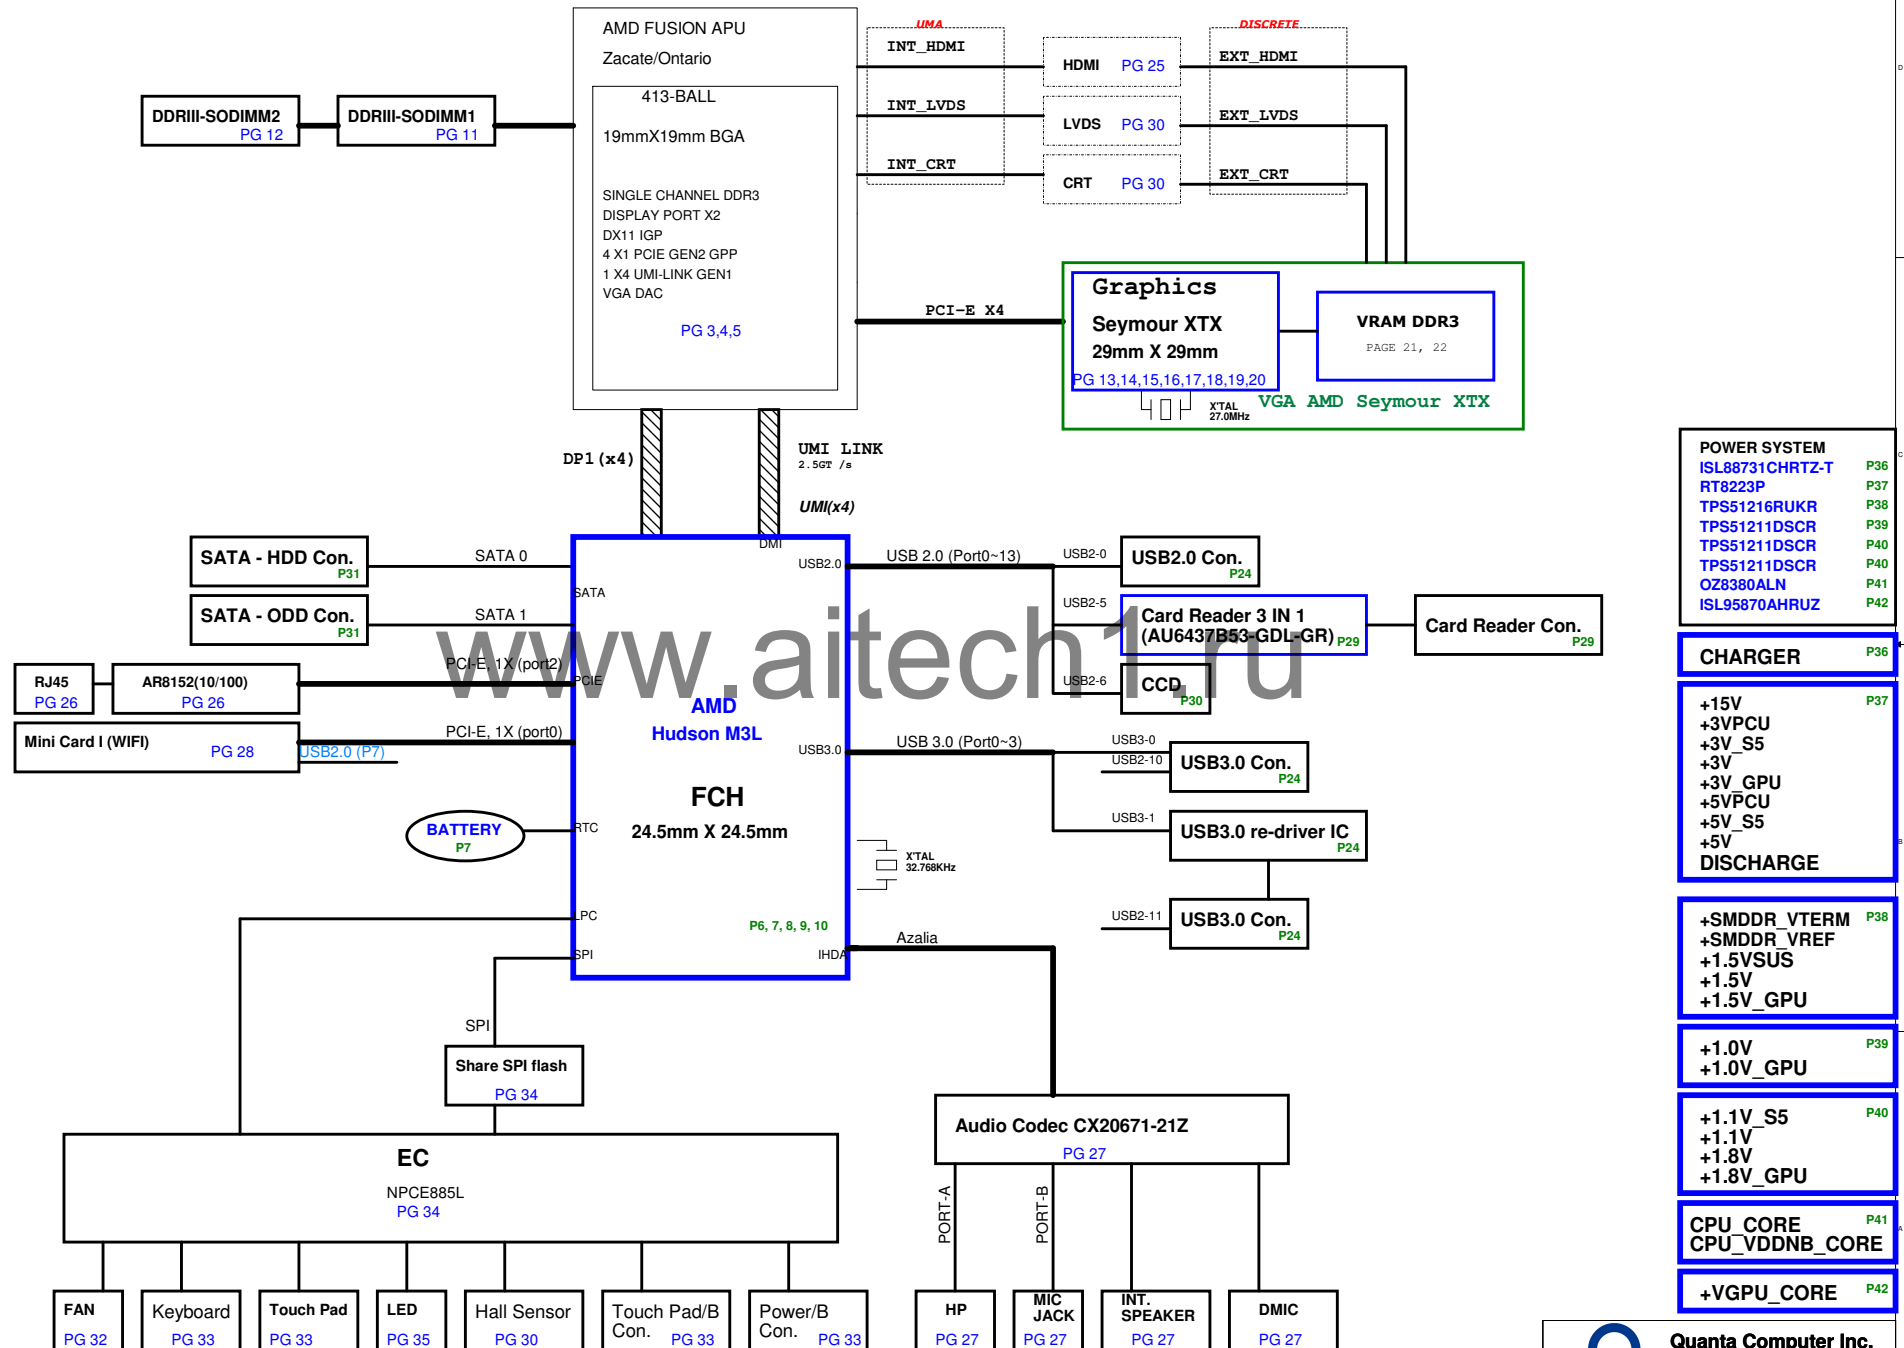 AMD FUSION APU
Zacate/Ontario
413-BALL
19mmX19mm BGA
SINGLE CHANNEL DDR3
DISPLAY PORT X2
DX11 IGP
4 X1 PCIE GEN2 GPP
1 X4 UMI-LINK GEN1
VGA DAC
PG 3,4,5
DDRIII-SODIMM2
PG 12
DDRIII-SODIMM1
PG 11
UMA
INT_HDMI
INT_LVDS
INT_CRT
HDMI PG 25
LVDS PG 30
CRT PG 30
DISCRETE
EXT_HDMI
EXT_LVDS
EXT_CRT
PCI-E X4
Graphics
Seymour XTX
29mm X 29mm
PG 13,14,15,16,17,18,19,20
VRAM DDR3
PAGE 21, 22
X'TAL
27.0MHz
VGA AMD Seymour XTX
DP1(x4)
UMI LINK
2.5GT /s
UMI(x4)
POWER SYSTEM
ISL88731CHRTZ-T P36
RT8223P P37
TPS51216RUKR P38
TPS51211DSCR P39
TPS51211DSCR P40
TPS51211DSCR P40
OZ8380ALN P41
ISL95870AHRUZ P42
CHARGER P36
+15V P37
+3VPCU
+3V_S5
+3V
+3V_GPU
+5VPCU
+5V_S5
+5V
DISCHARGE
+SMDDR_VTERM P38
+SMDDR_VREF
+1.5VSUS
+1.5V
+1.5V_GPU
+1.0V P39
+1.0V_GPU
+1.1V_S5 P40
+1.1V
+1.8V
+1.8V_GPU
CPU_CORE P41
CPU_VDDNB_CORE
+VGPU_CORE P42
SATA - HDD Con.
P31
SATA 0
SATA - ODD Con.
P31
SATA 1
RJ45
PG 26
AR8152(10/100)
PG 26
PCI-E, 1X (port2)
Mini Card I (WIFI)
PG 28
PCI-E, 1X (port0)
USB2.0 (P7)
BATTERY
P7
DMI
SATA
PCIE
RTC
LPC
SPI
USB2.0
USB3.0
IHDA
AMD
Hudson M3L
FCH
24.5mm X 24.5mm
P6, 7, 8, 9, 10
X'TAL
32.768KHz
USB 2.0 (Port0~13)
USB2-0
USB2.0 Con.
P24
USB2-5
Card Reader 3 IN 1
(AU6437B53-GDL-GR) P29
Card Reader Con.
P29
USB2-6
CCD
P30
USB 3.0 (Port0~3)
USB3-0
USB2-10
USB3.0 Con.
P24
USB3-1
USB3.0 re-driver IC
P24
USB2-11
USB3.0 Con.
P24
Azalia
www.aitech1.ru
SPI
Share SPI flash
PG 34
EC
NPCE885L
PG 34
Audio Codec CX20671-21Z
PG 27
PORT-A
PORT-B
FAN
PG 32
Keyboard
PG 33
Touch Pad
PG 33
LED
PG 35
Hall Sensor
PG 30
Touch Pad/B
Con. PG 33
Power/B
Con. PG 33
HP
PG 27
MIC
JACK
PG 27
INT.
SPEAKER
PG 27
DMIC
PG 27
Quanta Computer Inc.
D
C
B
A